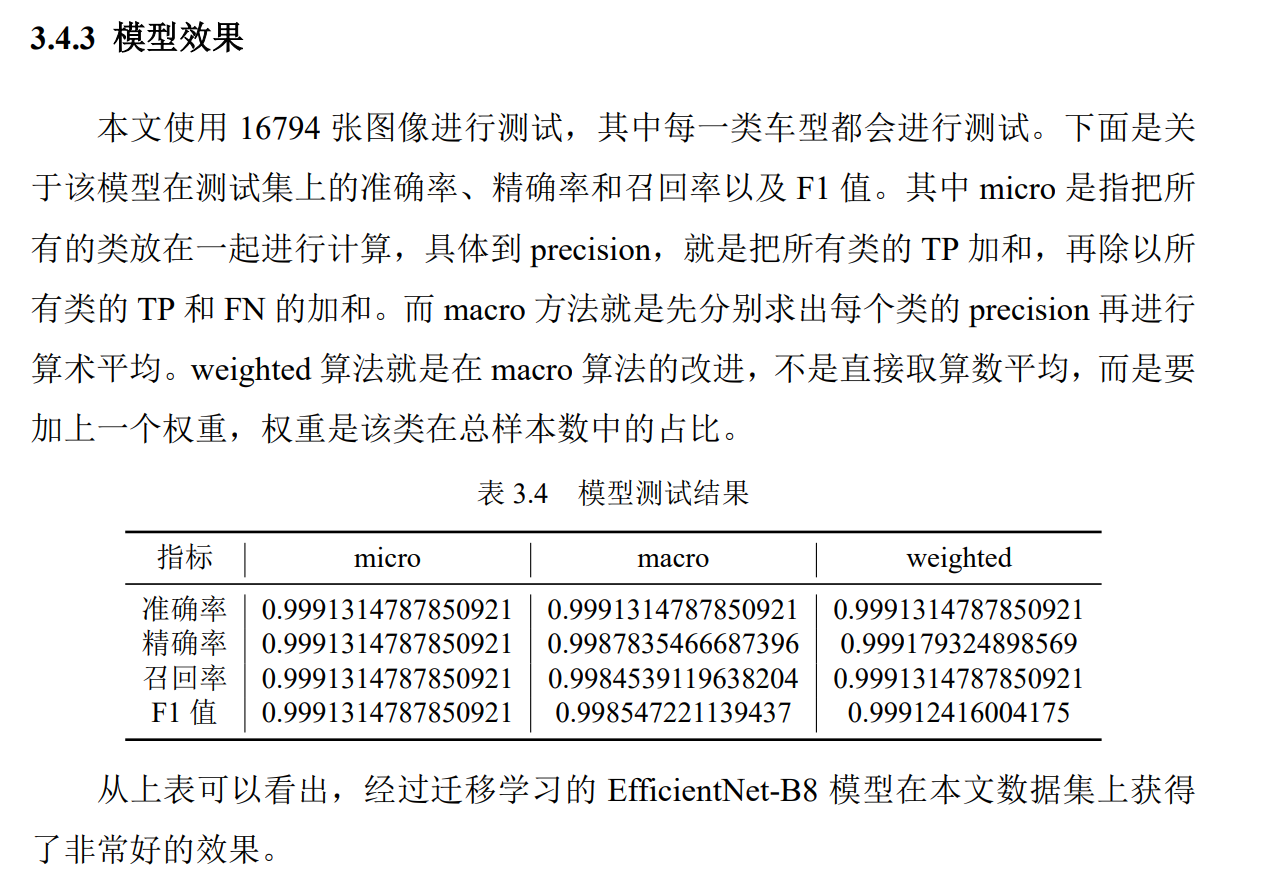 3.4.3 模型效果
本文使用 16794 张图像进行测试，其中每一类车型都会进行测试。下面是关
于该模型在测试集上的准确率、精确率和召回率以及 F1 值。其中 micro 是指把所
有的类放在一起进行计算，具体到 precision，就是把所有类的 TP 加和，再除以所
有类的 TP 和 FN 的加和。而 macro 方法就是先分别求出每个类的 precision 再进行
算术平均。weighted 算法就是在 macro 算法的改进，不是直接取算数平均，而是要
加上一个权重，权重是该类在总样本数中的占比。
表 3.4 模型测试结果
指标 micro macro weighted
准确率 0.9991314787850921 0.9991314787850921 0.9991314787850921
精确率 0.9991314787850921 0.9987835466687396 0.999179324898569
召回率 0.9991314787850921 0.9984539119638204 0.9991314787850921
F1 值 0.9991314787850921 0.998547221139437 0.99912416004175
从上表可以看出，经过迁移学习的 EfficientNet-B8 模型在本文数据集上获得
了非常好的效果。